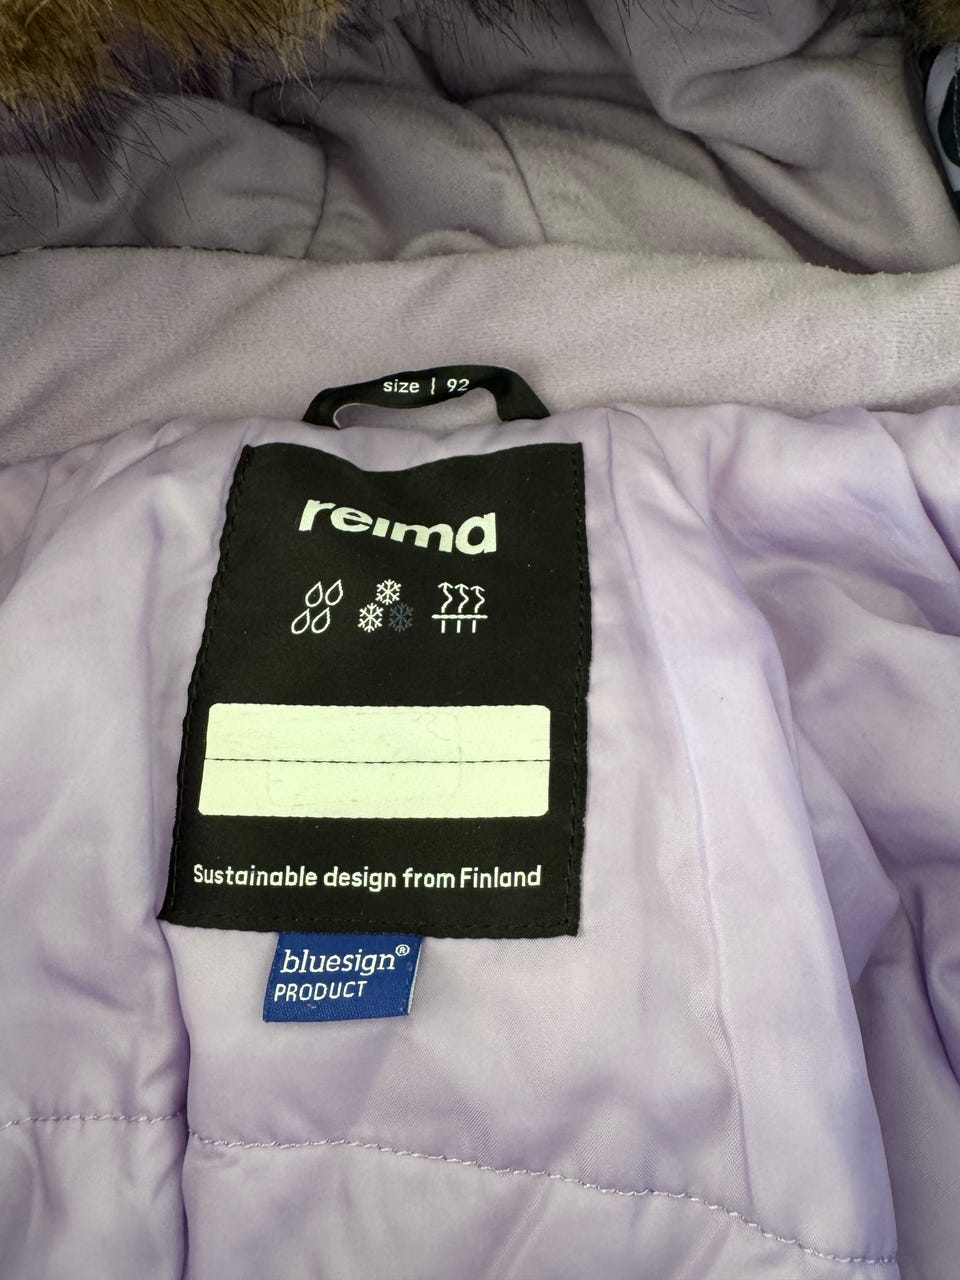 size | 92
reima
Sustainable design from Finland
bluesign®
PRODUCT